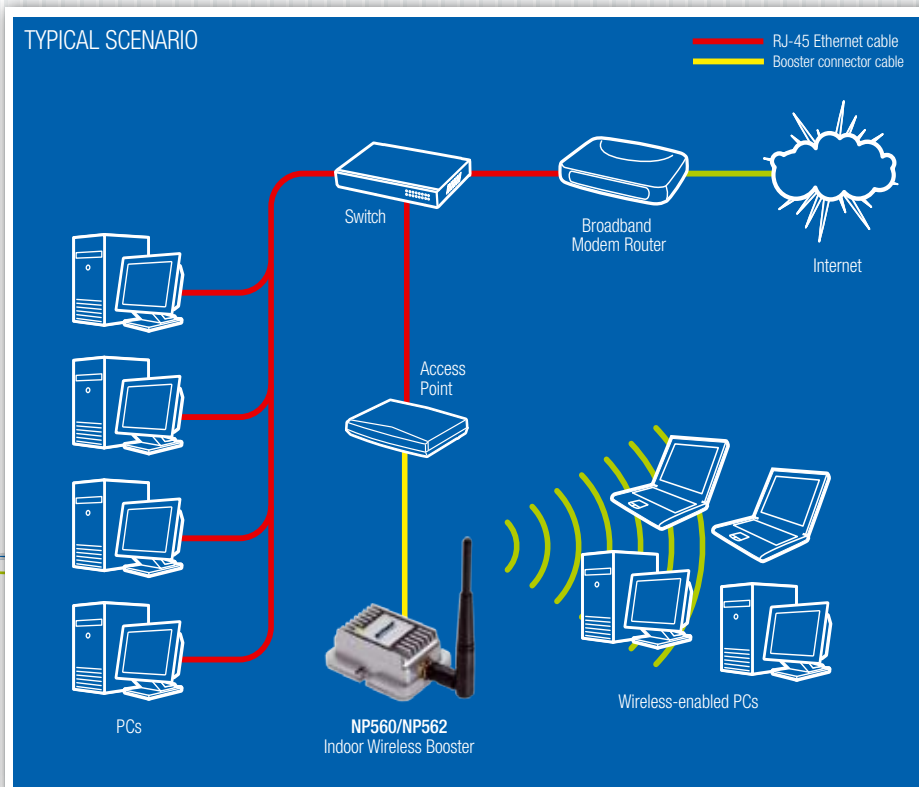 TYPICAL SCENARIO
RJ-45 Ethernet cable
Booster connector cable
Switch
Broadband
Modem Router
Internet
Access
Point
PCs
NP560/NP562
Indoor Wireless Booster
Wireless-enabled PCs